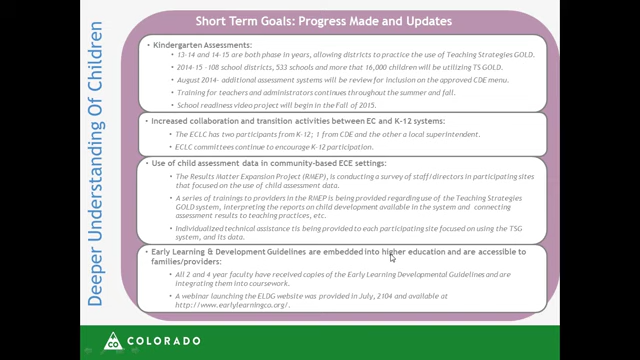 Short Term Goals: Progress Made and Updates
Deeper Understanding Of Children
• Kindergarten Assessments:
• 13-14 and 14-15 are both phase in years, allowing districts to practice the use of Teaching Strategies GOLD.
• 2014-15 -108 school districts, 533 schools and more that 16,000 children will be utilizing TS GOLD.
• August 2014- additional assessment systems will be review for inclusion on the approved CDE menu.
• Training for teachers and administrators continues throughout the summer and fall.
• School readiness video project will begin in the Fall of 2015.
• Increased collaboration and transition activities between EC and K-12 systems:
• The ECLC has two participants from K-12; 1 from CDE and the other a local superintendent.
• ECLC committees continue to encourage K-12 participation.
• Use of child assessment data in community-based ECE settings:
• The Results Matter Expansion Project (RMEP), is conducting a survey of staff/directors in participating sites
that focused on the use of child assessment data.
• A series of trainings to providers in the RMEP is being provided regarding use of the Teaching Strategies
GOLD system, interpreting the reports on child development available in the system and connecting
assessment results to teaching practices, etc.
• Individualized technical assistance tis being provided to each participating site focused on using the TSG
system, and its data.
• Early Learning & Development Guidelines are embedded into higher education and are accessible to
families/providers:
• All 2 and 4 year faculty have received copies of the Early Learning Developmental Guidelines and are
integrating them into coursework.
• A webinar launching the ELDG website was provided in July, 2104 and available at
http://www.earlylearningco.org/.
CO
COLORADO